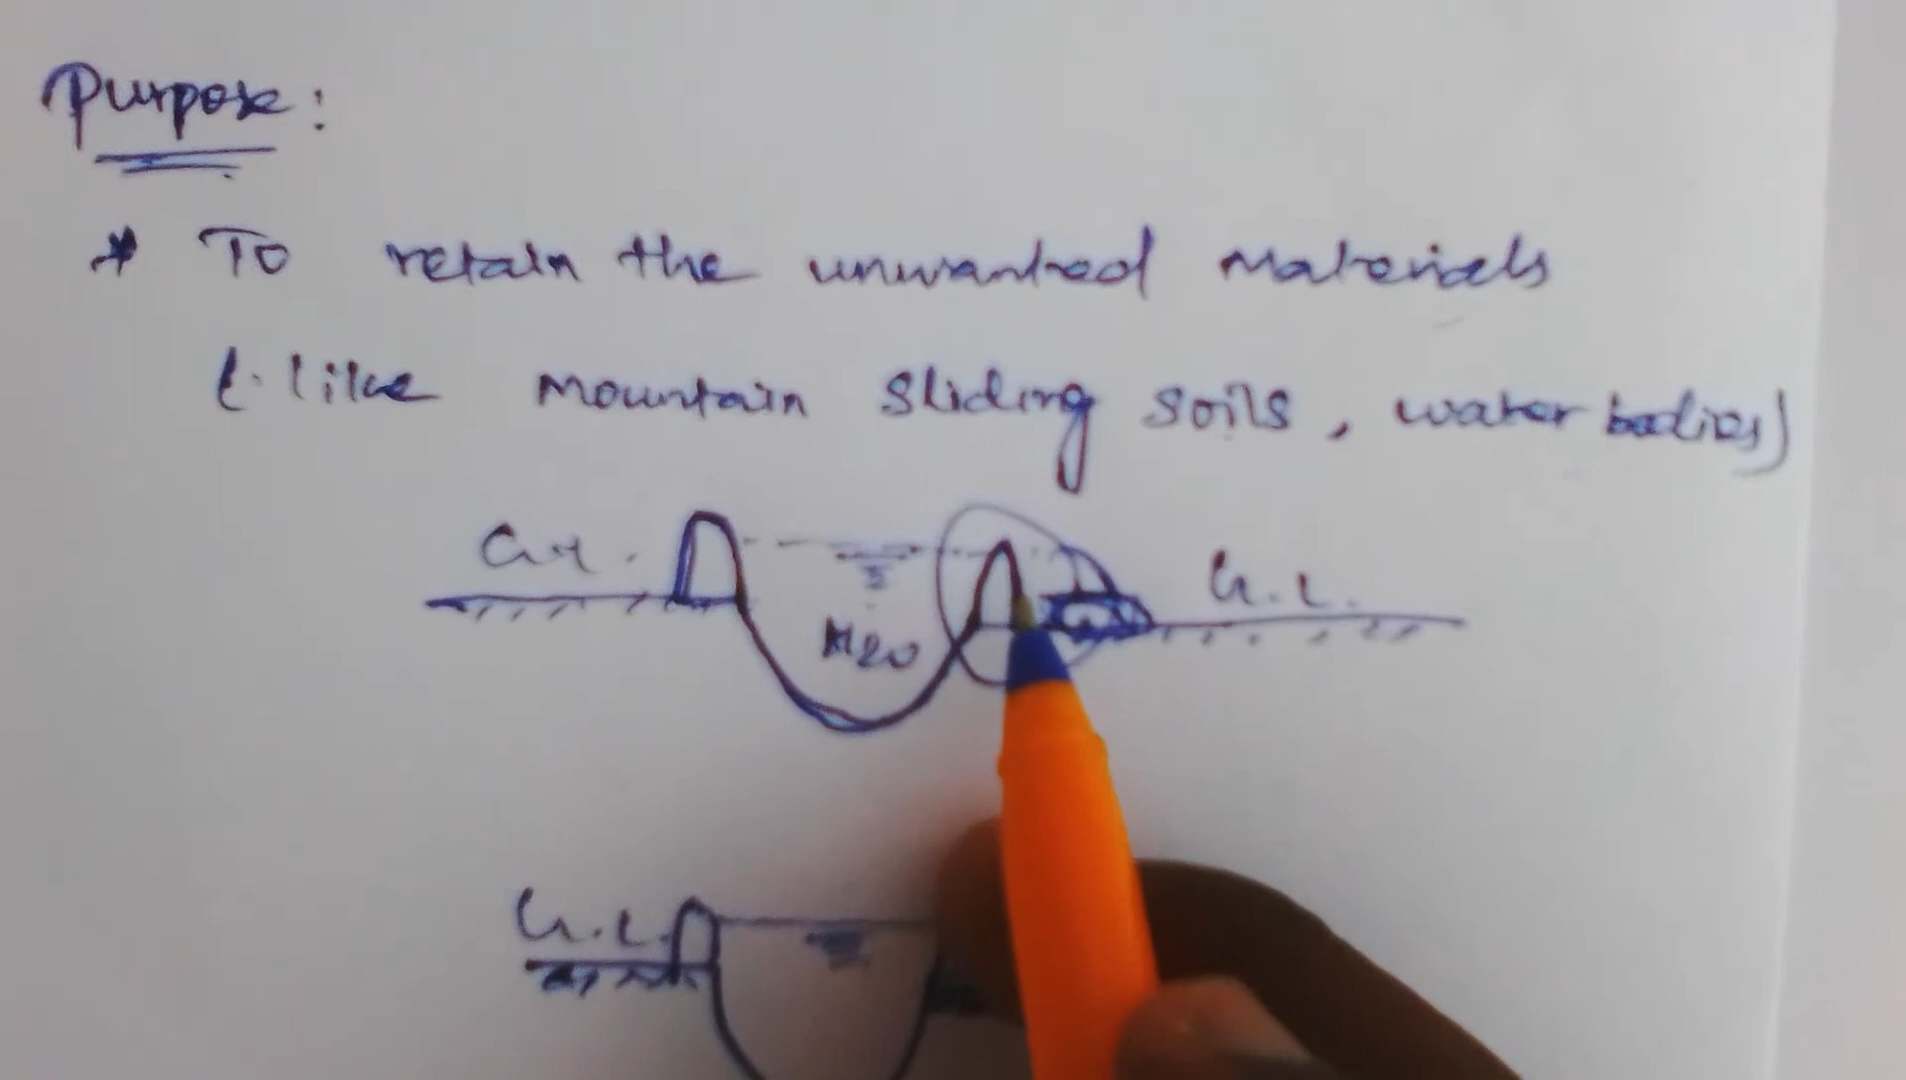 Purpose:
* To retain the unwanted materials
(. like mountain sliding soils, water bodies)
G.L. G.L.
H2O
G.L.